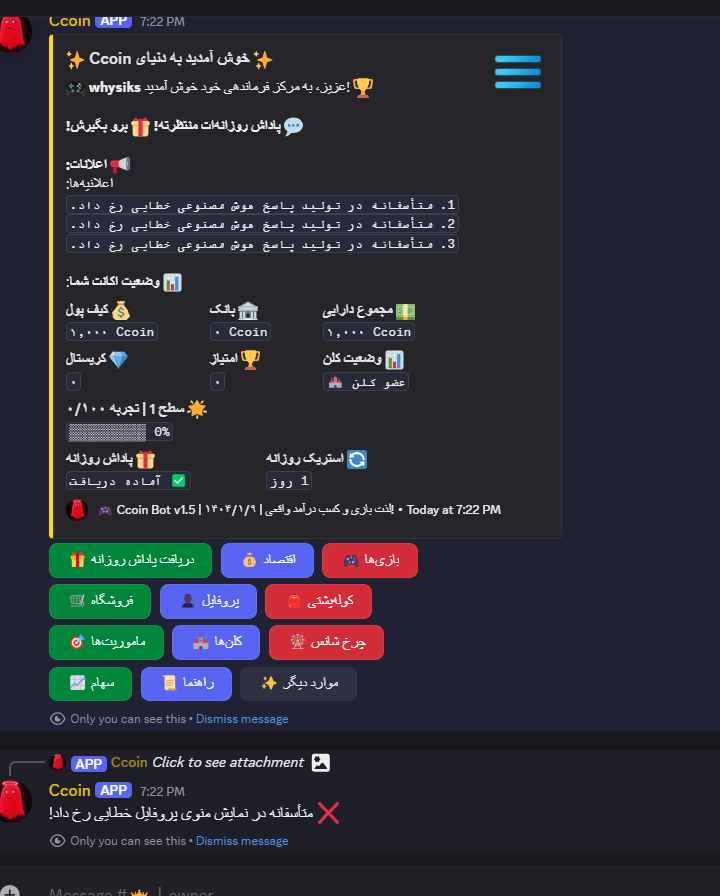 Ccoin APP 7:22 PM
✨ خوش آمدید به دنیای Ccoin ✨
🎮 whysiks عزیز، به مرکز فرماندهی خود خوش آمدید! 🏆
💬 پاداش روزانه‌ات منتظرته! 🎁 برو بگیرش!
📢 اعلانات:
اعلانیه‌ها:
1. متأسفانه در تولید پاسخ هوش مصنوعی خطایی رخ داد.
2. متأسفانه در تولید پاسخ هوش مصنوعی خطایی رخ داد.
3. متأسفانه در تولید پاسخ هوش مصنوعی خطایی رخ داد.
📊 وضعیت اکانت شما:
💰 کیف پول 🏦 بانک 💵 مجموع دارایی
۱,۰۰۰ Ccoin ۰ Ccoin ۱,۰۰۰ Ccoin
💎 کریستال 🏆 امتیاز 📊 وضعیت کلن
۰ ۰ 🏰 عضو کلن
🌟 سطح 1 | تجربه ۰/۱۰۰
▒▒▒▒▒▒▒▒▒▒ 0%
🎁 پاداش روزانه 🔄 استریک روزانه
✅ آماده دریافت 1 روز
🎮 Ccoin Bot v1.5 | ۱۴۰۴/۱/۹ | لذت بازی و کسب درآمد واقعی! • Today at 7:22 PM
🎁 دریافت پاداش روزانه 💰 اقتصاد 🎮 بازی‌ها
🛒 فروشگاه 👤 پروفایل 🎒 کوله‌پشتی
🎯 ماموریت‌ها 🏰 کلن‌ها 🎡 چرخ شانس
📈 سهام 📜 راهنما ✨ موارد دیگر
Only you can see this • Dismiss message
APP Ccoin Click to see attachment
Ccoin APP 7:22 PM
❌ متأسفانه در نمایش منوی پروفایل خطایی رخ داد!
Only you can see this • Dismiss message
Message #👑 | owner